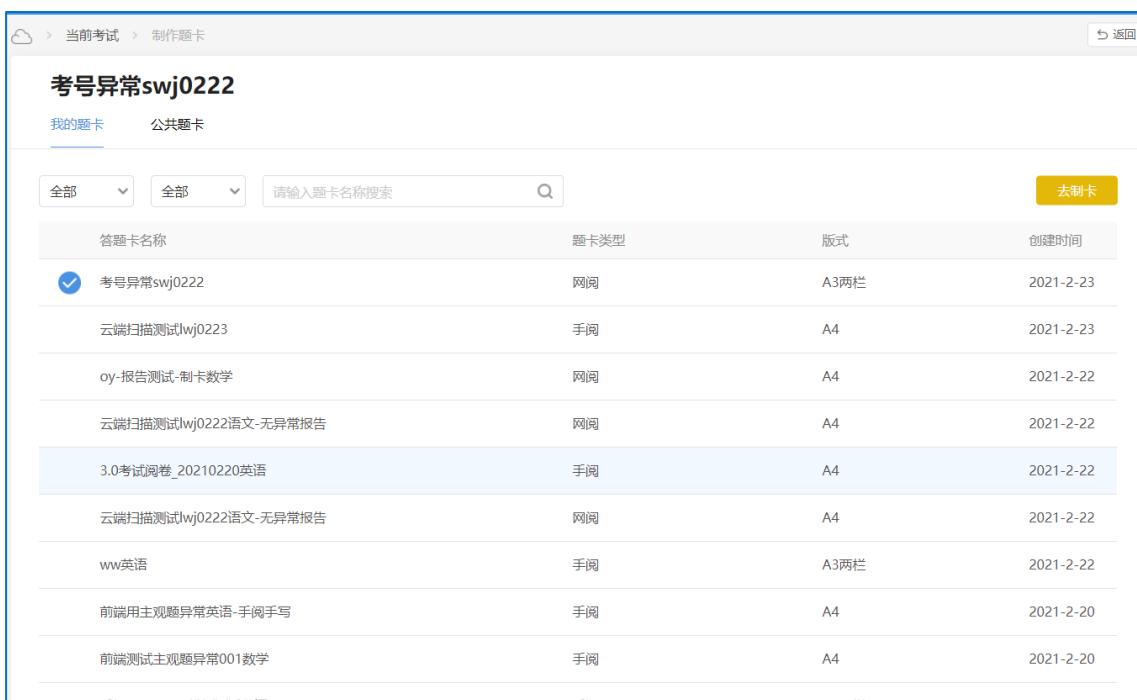 当前考试 制作题卡 返回
考号异常swj0222
我的题卡 公共题卡
全部 全部 请输入题卡名称搜索 去制卡
答题卡名称 题卡类型 版式 创建时间
考号异常swj0222 网阅 A3两栏 2021-2-23
云端扫描测试lwj0223 手阅 A4 2021-2-23
oy-报告测试-制卡数学 网阅 A4 2021-2-22
云端扫描测试lwj0222语文-无异常报告 网阅 A4 2021-2-22
3.0考试阅卷_20210220英语 手阅 A4 2021-2-22
云端扫描测试lwj0222语文-无异常报告 网阅 A4 2021-2-22
ww英语 手阅 A3两栏 2021-2-22
前端用主观题异常英语-手阅手写 手阅 A4 2021-2-20
前端测试主观题异常001数学 手阅 A4 2021-2-20